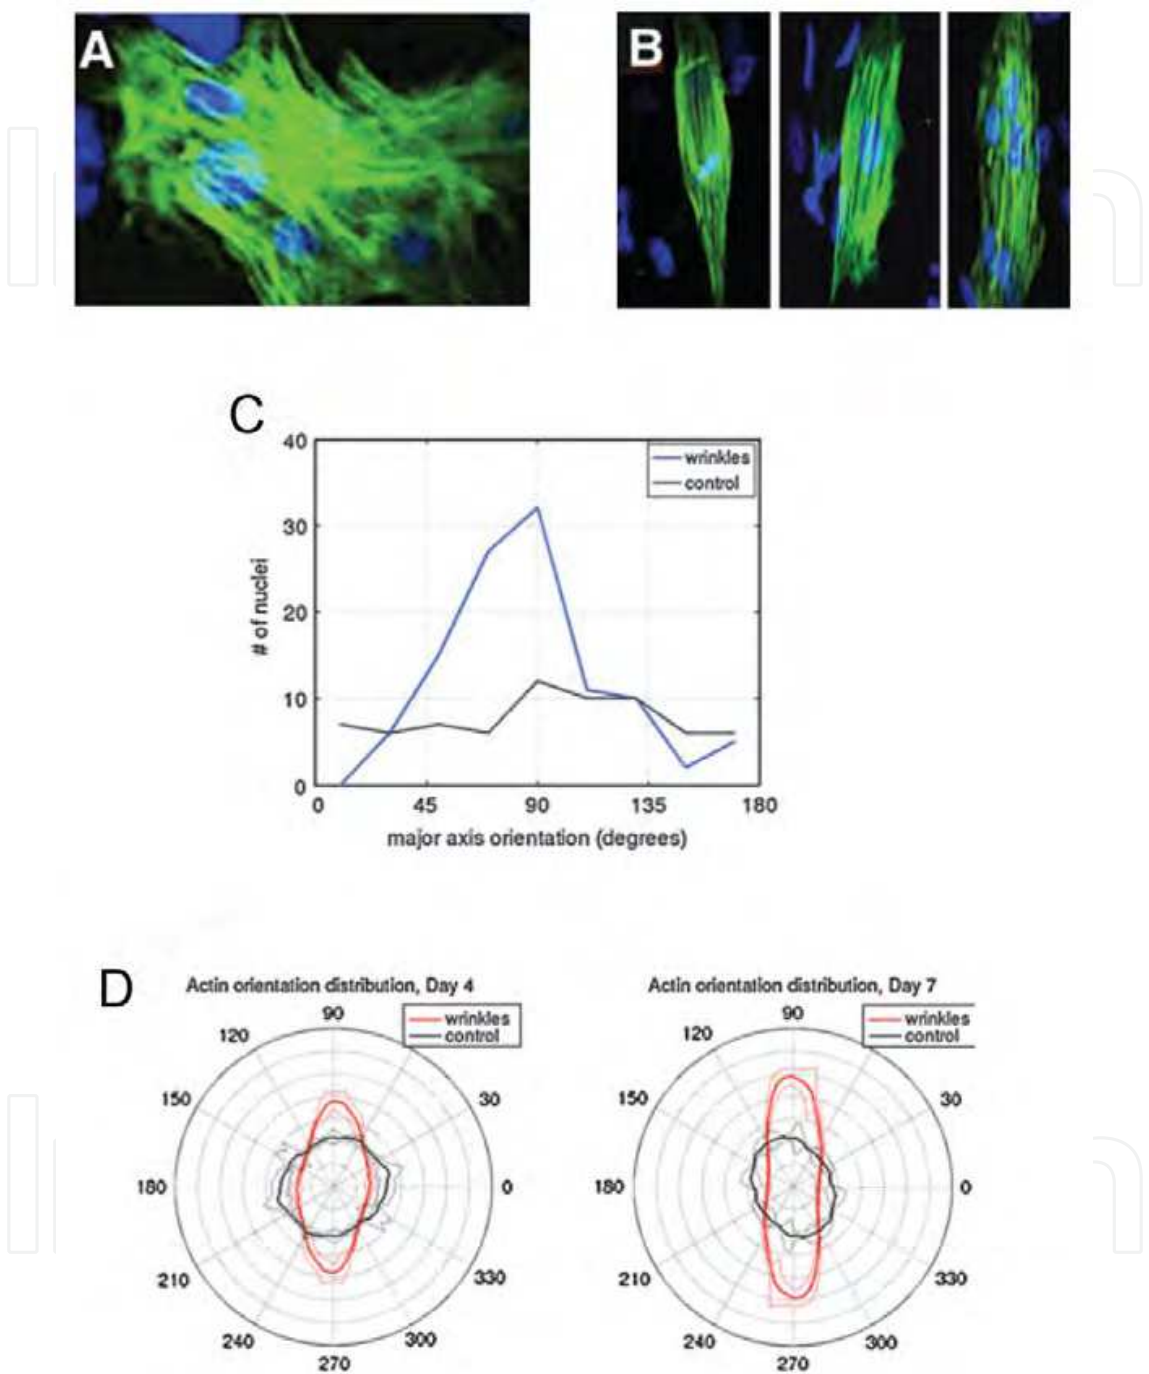 A
B
C
40
wrinkles
control
30
20
10
0
# of nuclei
0 45 90 135 180
major axis orientation (degrees)
D
Actin orientation distribution, Day 4
wrinkles
control
90
120
150
30
180
0
210
330
240
300
270
Actin orientation distribution, Day 7
wrinkles
control
90
120
150
30
180
0
210
330
240
300
270